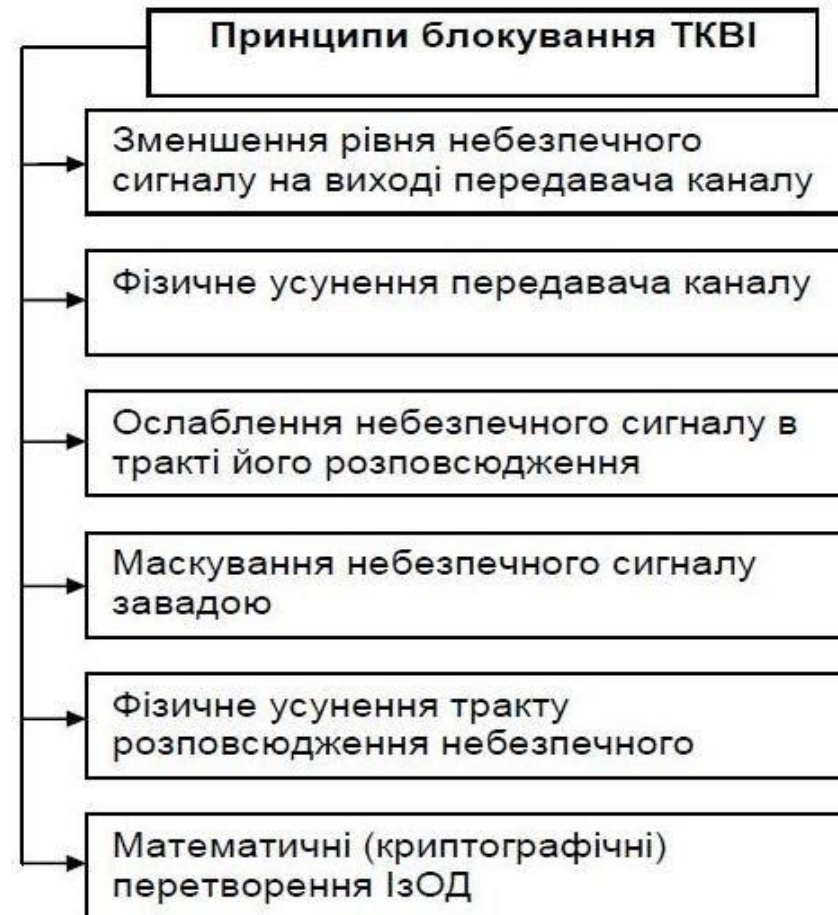 Принципи блокування ТКВІ
Зменшення рівня небезпечного
сигналу на виході передавача каналу
Фізичне усунення передавача каналу
Ослаблення небезпечного сигналу в
тракті його розповсюдження
Маскування небезпечного сигналу
завадою
Фізичне усунення тракту
розповсюдження небезпечного
Математичні (криптографічні)
перетворення ІзОД